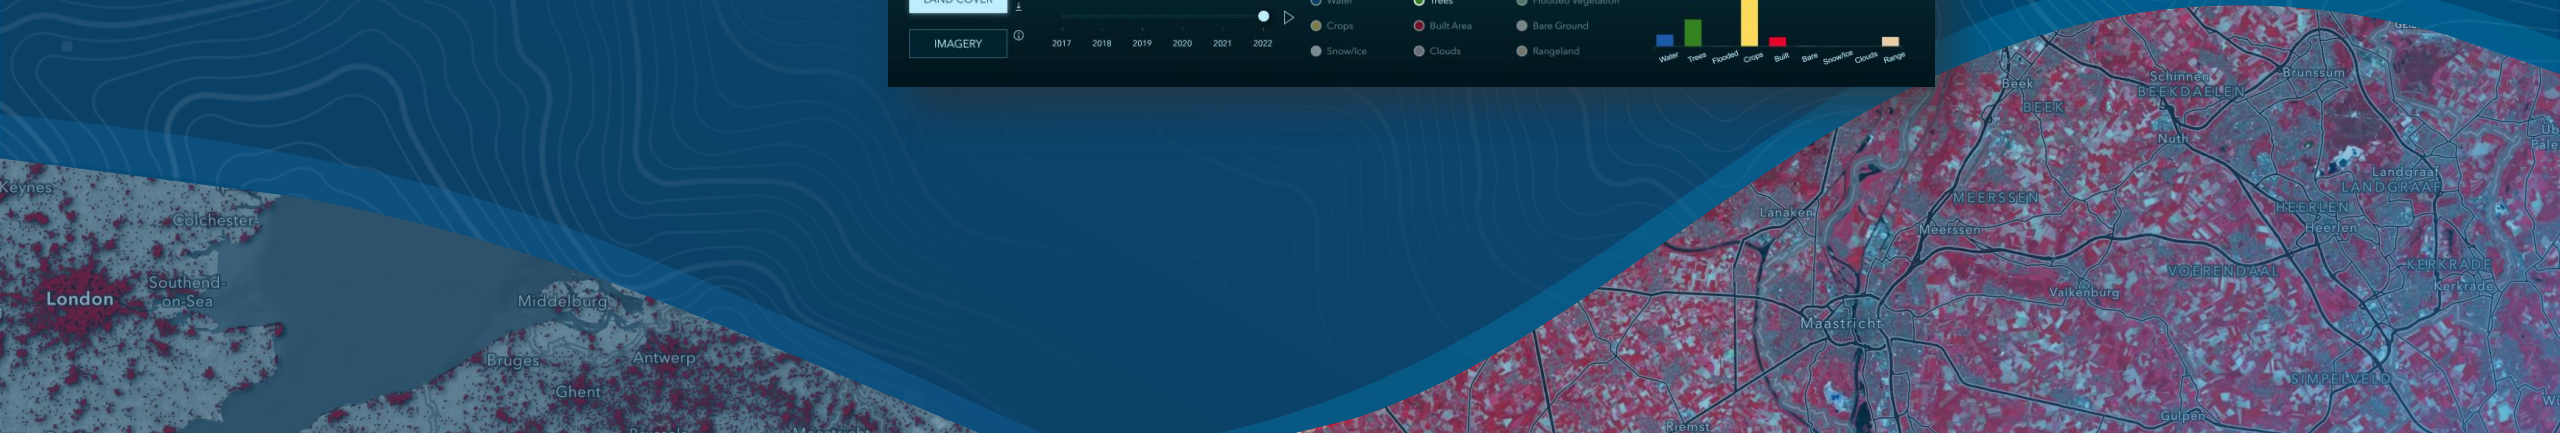 LAND COVER
IMAGERY
2017 2018 2019 2020 2021 2022
Water Trees Flooded Vegetation
Crops Built Area Bare Ground
Snow/Ice Clouds Rangeland
Water Trees Flooded Crops Built Bare Snow/Ice Clouds Range
Keynes
Colchester
London
Southend-
on-Sea
Middelburg
Bruges
Antwerp
Ghent
Maastricht
Beek
BEEK
Schinnen
BEEKDAELEN
Brunssum
Nuth
Landgraaf
LANDGRAAF
MEERSSEN
HEERLEN
Heerlen
Lanaken
Meerssen
VOERENDAAL
KERKRADE
Kerkrade
Valkenburg
Maastricht
SIMPELVELD
Gulpen
Riemst